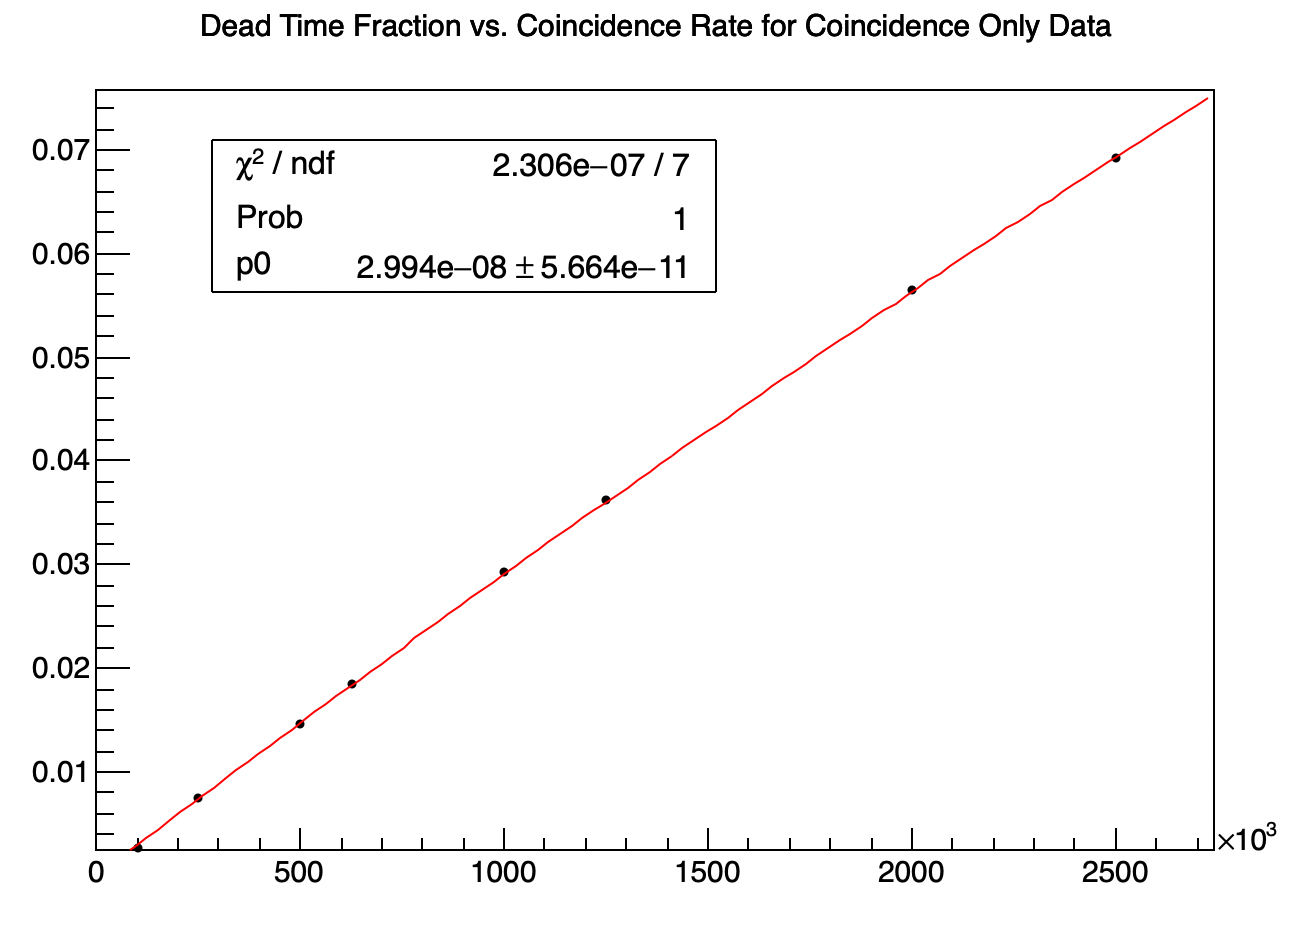 Dead Time Fraction vs. Coincidence Rate for Coincidence Only Data
χ² / ndf 2.306e−07 / 7
Prob 1
p0 2.994e−08 ± 5.664e−11
0.07
0.06
0.05
0.04
0.03
0.02
0.01
0 500 1000 1500 2000 2500
×10³